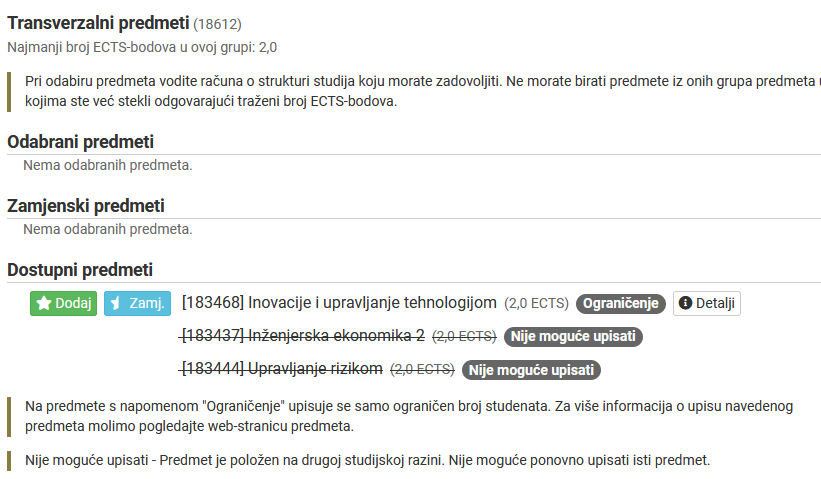 Transverzalni predmeti (18612)
Najmanji broj ECTS-bodova u ovoj grupi: 2,0
Pri odabiru predmeta vodite računa o strukturi studija koju morate zadovoljiti. Ne morate birati predmete iz onih grupa predmeta u
kojima ste već stekli odgovarajući traženi broj ECTS-bodova.
Odabrani predmeti
Nema odabranih predmeta.
Zamjenski predmeti
Nema odabranih predmeta.
Dostupni predmeti
Dodaj Zamj. [183468] Inovacije i upravljanje tehnologijom (2,0 ECTS) Ograničenje Detalji
[183437] Inženjerska ekonomika 2 (2,0 ECTS) Nije moguće upisati
[183444] Upravljanje rizikom (2,0 ECTS) Nije moguće upisati
Na predmete s napomenom "Ograničenje" upisuje se samo ograničen broj studenata. Za više informacija o upisu navedenog
predmeta molimo pogledajte web-stranicu predmeta.
Nije moguće upisati - Predmet je položen na drugoj studijskoj razini. Nije moguće ponovno upisati isti predmet.